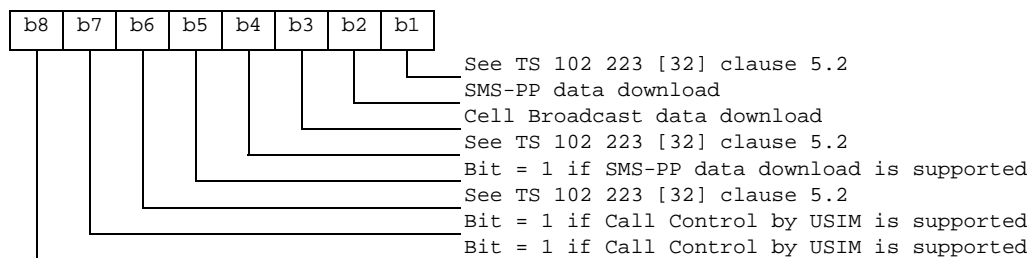 b8 b7 b6 b5 b4 b3 b2 b1
See TS 102 223 [32] clause 5.2
SMS-PP data download
Cell Broadcast data download
See TS 102 223 [32] clause 5.2
Bit = 1 if SMS-PP data download is supported
See TS 102 223 [32] clause 5.2
Bit = 1 if Call Control by USIM is supported
Bit = 1 if Call Control by USIM is supported